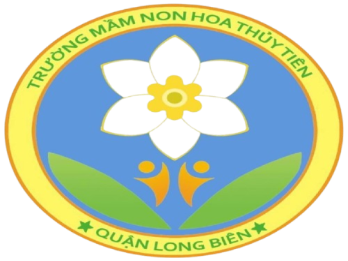 TRƯỜNG MẦM NON HOA THỦY TIÊN
QUẬN LONG BIÊN